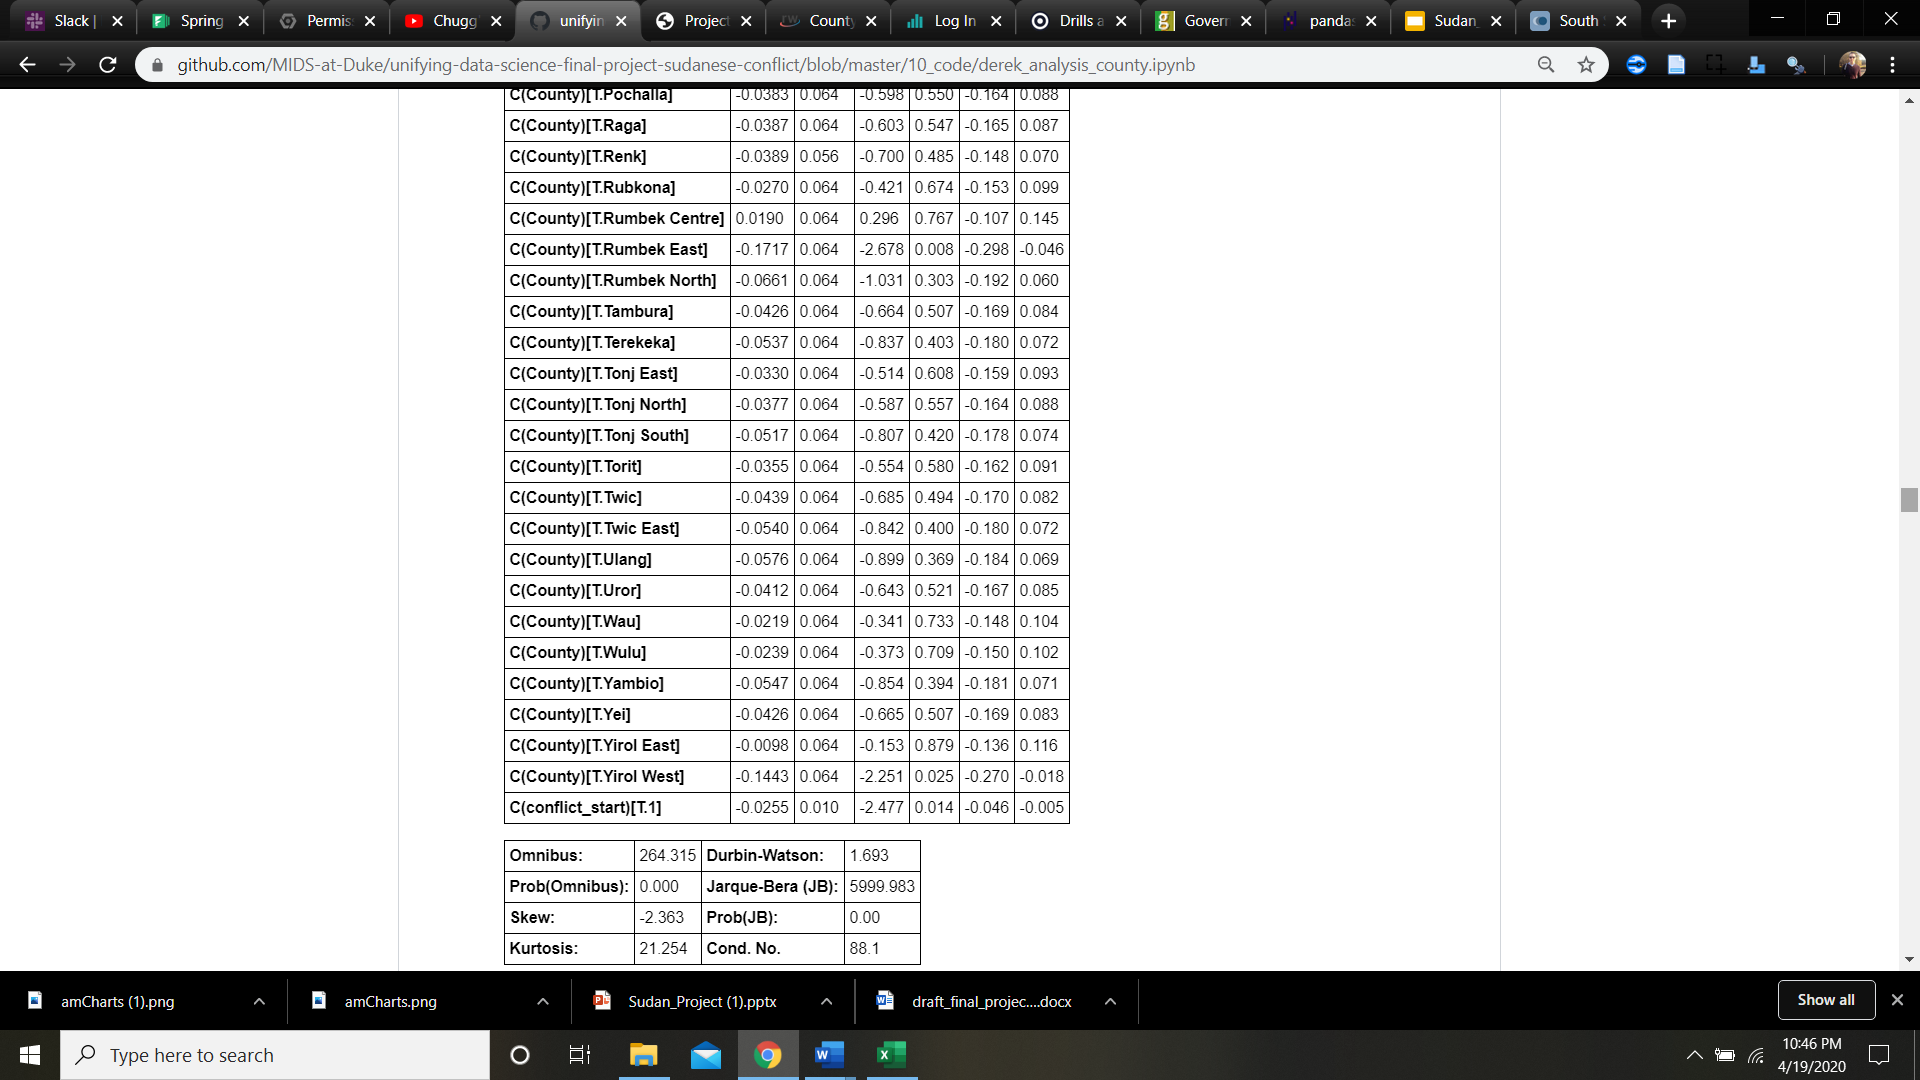 Slack |
Spring
Permis
Chugg
unifyin
Project
County
Log In
Drills a
Govern
pandas
Sudan_
South
github.com/MIDS-at-Duke/unifying-data-science-final-project-sudanese-conflict/blob/master/10_code/derek_analysis_county.ipynb
C(County)[T.Pochalla] -0.0383 0.064 -0.598 0.550 -0.164 0.088
C(County)[T.Raga] -0.0387 0.064 -0.603 0.547 -0.165 0.087
C(County)[T.Renk] -0.0389 0.056 -0.700 0.485 -0.148 0.070
C(County)[T.Rubkona] -0.0270 0.064 -0.421 0.674 -0.153 0.099
C(County)[T.Rumbek Centre] 0.0190 0.064 0.296 0.767 -0.107 0.145
C(County)[T.Rumbek East] -0.1717 0.064 -2.678 0.008 -0.298 -0.046
C(County)[T.Rumbek North] -0.0661 0.064 -1.031 0.303 -0.192 0.060
C(County)[T.Tambura] -0.0426 0.064 -0.664 0.507 -0.169 0.084
C(County)[T.Terekeka] -0.0537 0.064 -0.837 0.403 -0.180 0.072
C(County)[T.Tonj East] -0.0330 0.064 -0.514 0.608 -0.159 0.093
C(County)[T.Tonj North] -0.0377 0.064 -0.587 0.557 -0.164 0.088
C(County)[T.Tonj South] -0.0517 0.064 -0.807 0.420 -0.178 0.074
C(County)[T.Torit] -0.0355 0.064 -0.554 0.580 -0.162 0.091
C(County)[T.Twic] -0.0439 0.064 -0.685 0.494 -0.170 0.082
C(County)[T.Twic East] -0.0540 0.064 -0.842 0.400 -0.180 0.072
C(County)[T.Ulang] -0.0576 0.064 -0.899 0.369 -0.184 0.069
C(County)[T.Uror] -0.0412 0.064 -0.643 0.521 -0.167 0.085
C(County)[T.Wau] -0.0219 0.064 -0.341 0.733 -0.148 0.104
C(County)[T.Wulu] -0.0239 0.064 -0.373 0.709 -0.150 0.102
C(County)[T.Yambio] -0.0547 0.064 -0.854 0.394 -0.181 0.071
C(County)[T.Yei] -0.0426 0.064 -0.665 0.507 -0.169 0.083
C(County)[T.Yirol East] -0.0098 0.064 -0.153 0.879 -0.136 0.116
C(County)[T.Yirol West] -0.1443 0.064 -2.251 0.025 -0.270 -0.018
C(conflict_start)[T.1] -0.0255 0.010 -2.477 0.014 -0.046 -0.005
Omnibus: 264.315 Durbin-Watson: 1.693
Prob(Omnibus): 0.000 Jarque-Bera (JB): 5999.983
Skew: -2.363 Prob(JB): 0.00
Kurtosis: 21.254 Cond. No. 88.1
amCharts (1).png
amCharts.png
Sudan_Project (1).pptx
draft_final_projec....docx
Show all
Type here to search
10:46 PM
4/19/2020